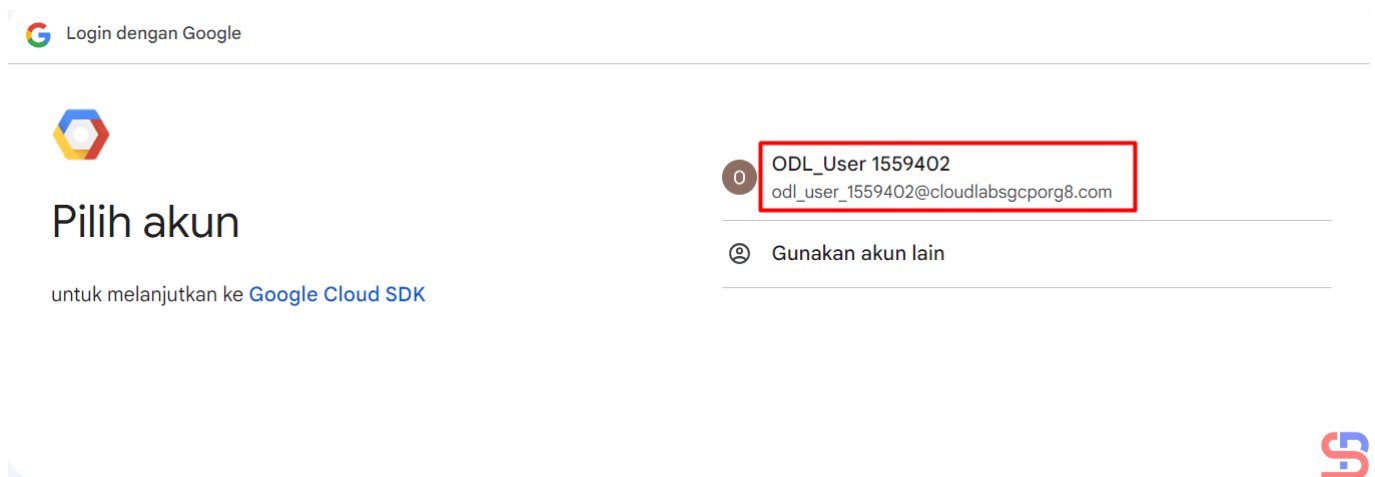 Login dengan Google
Pilih akun
untuk melanjutkan ke Google Cloud SDK
O
ODL_User 1559402
odl_user_1559402@cloudlabsgcporg8.com
Gunakan akun lain